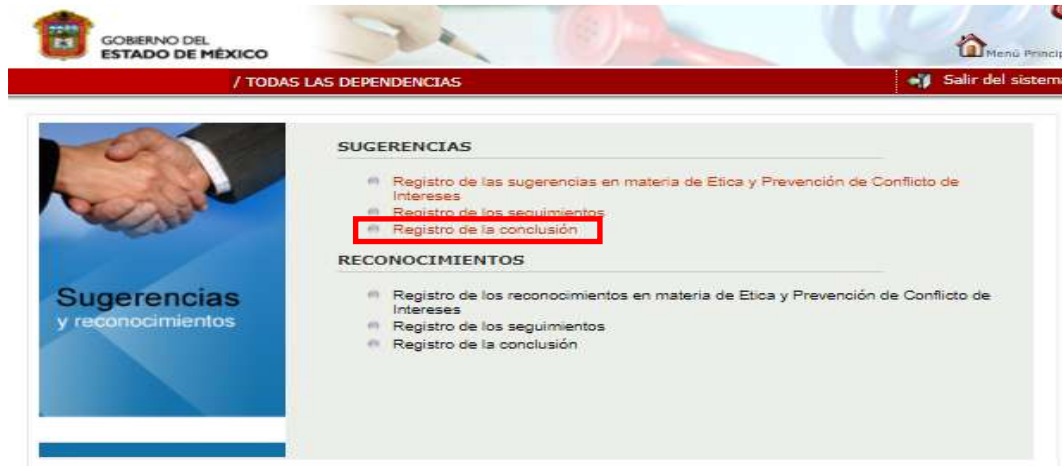 GOBIERNO DEL
ESTADO DE MÉXICO
Menú Princip
/ TODAS LAS DEPENDENCIAS
Salir del sistema
SUGERENCIAS
Registro de las sugerencias en materia de Etica y Prevención de Conflicto de
Intereses
Registro de los seguimientos
Registro de la conclusión
RECONOCIMIENTOS
Registro de los reconocimientos en materia de Etica y Prevención de Conflicto de
Intereses
Registro de los seguimientos
Registro de la conclusión
Sugerencias
y reconocimientos